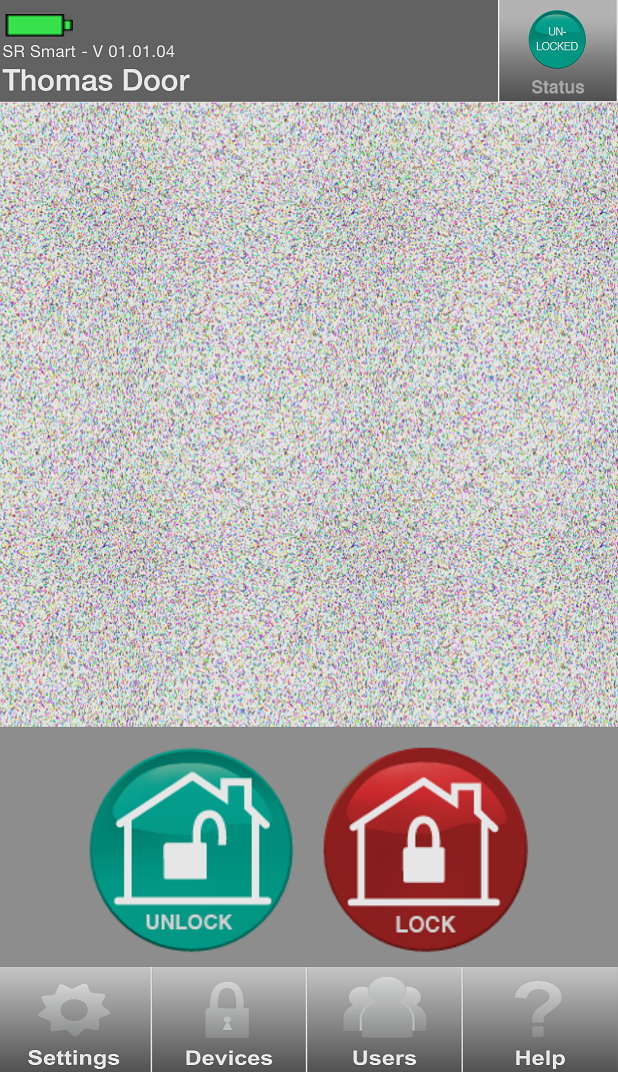 SR Smart - V 01.01.04
Thomas Door
UN-
LOCKED
Status
UNLOCK
LOCK
Settings
Devices
Users
Help